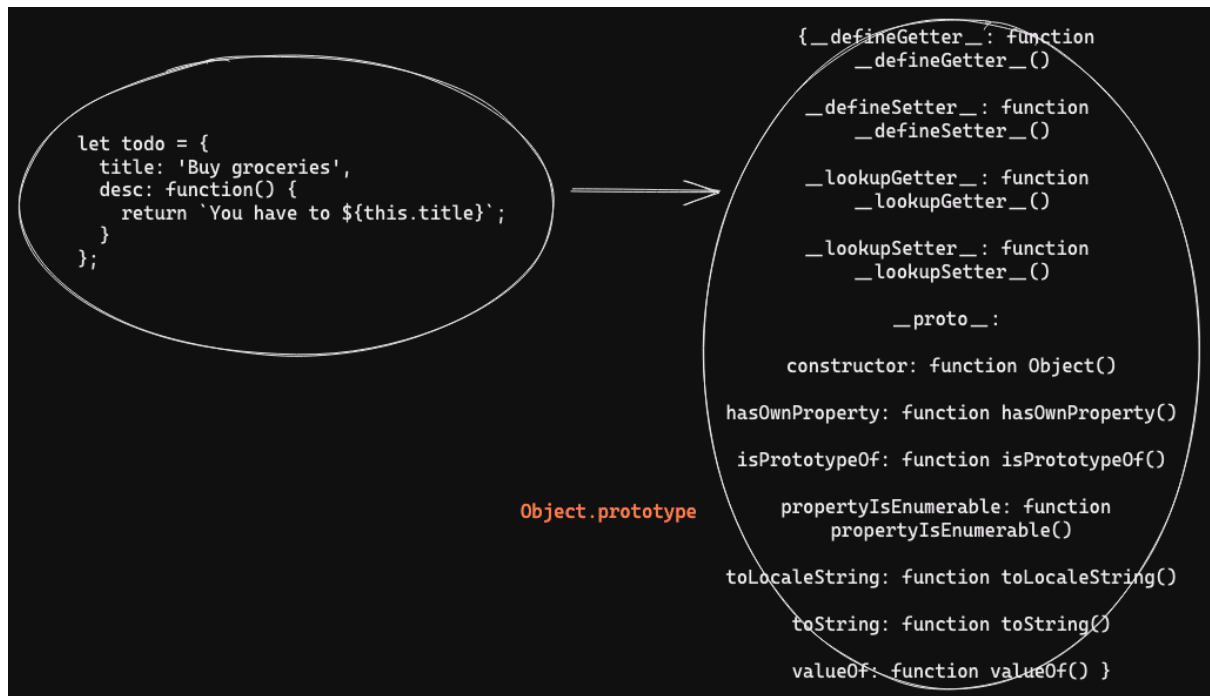 let todo = {
title: 'Buy groceries',
desc: function() {
return `You have to ${this.title}`;
}
};
{__defineGetter__: function
__defineGetter__()
__defineSetter__: function
__defineSetter__()
__lookupGetter__: function
__lookupGetter__()
__lookupSetter__: function
__lookupSetter__()
__proto__:
constructor: function Object()
hasOwnProperty: function hasOwnProperty()
isPrototypeOf: function isPrototypeOf()
Object.prototype
propertyIsEnumerable: function
propertyIsEnumerable()
toLocaleString: function toLocaleString()
toString: function toString()
valueOf: function valueOf() }